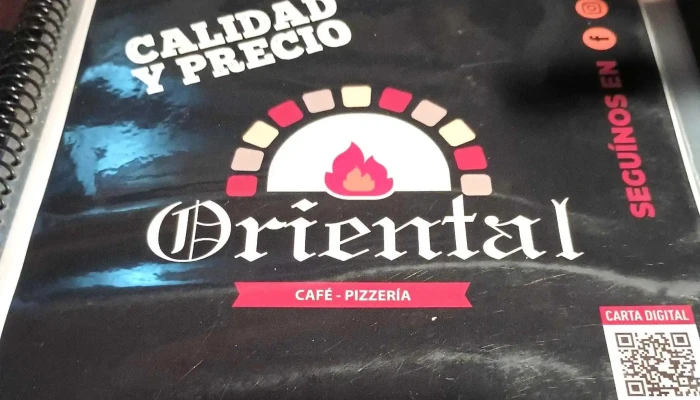 CALIDAD
Y PRECIO
SEGUÍNOS EN
Oriental
CAFÉ - PIZZERÍA
CARTA DIGITAL